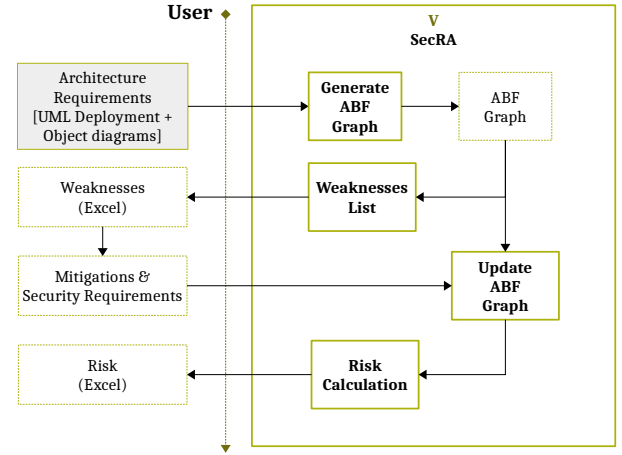 User
V
SecRA
Architecture
Requirements
[UML Deployment +
Object diagrams]
Generate
ABF
Graph
ABF
Graph
Weaknesses
(Excel)
Weaknesses
List
Mitigations &
Security Requirements
Update
ABF
Graph
Risk
(Excel)
Risk
Calculation